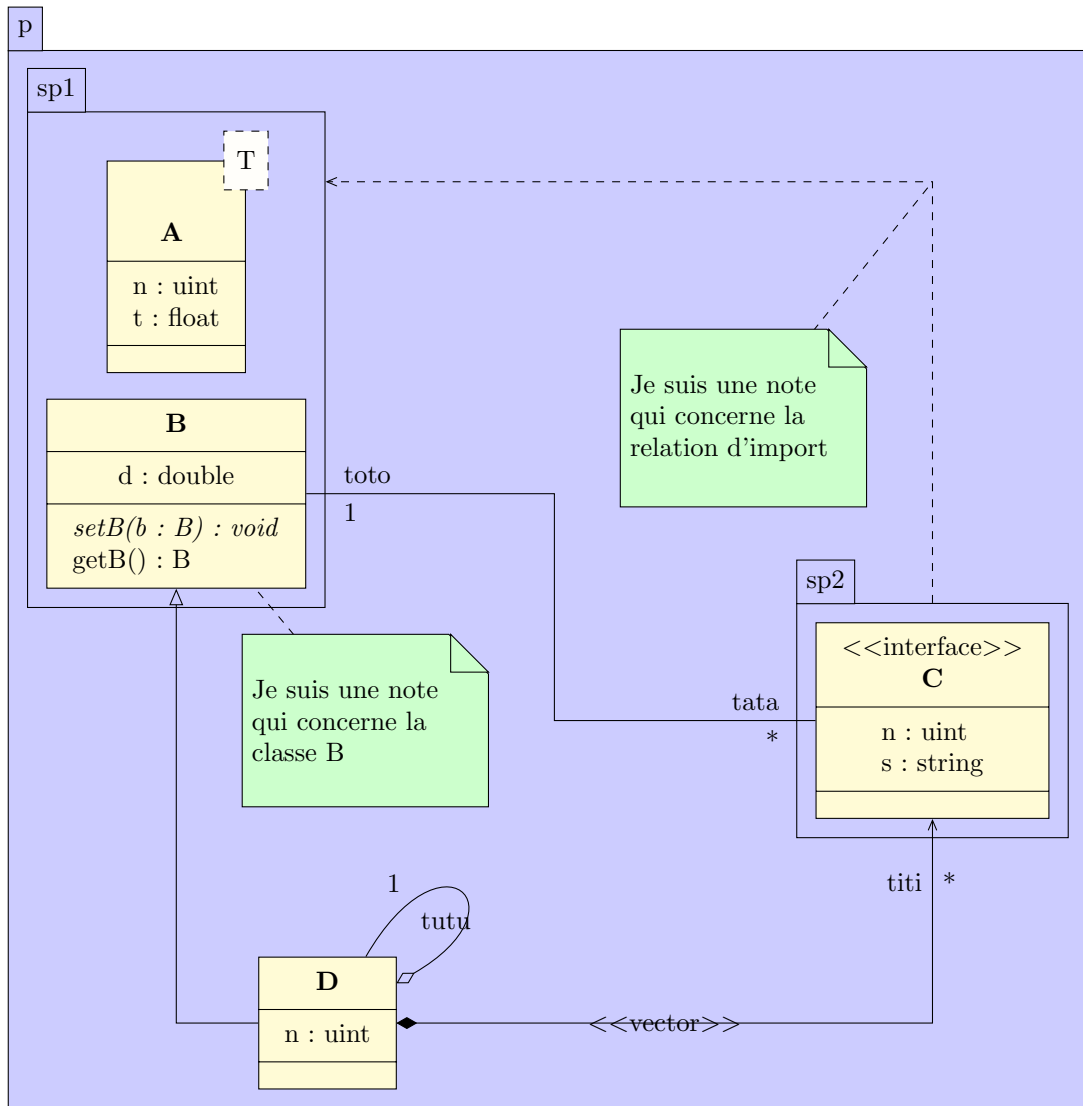 p
sp1
T
A
n : uint
t : float
B
d : double
setB(b : B) : void
getB() : B
toto
1
Je suis une note
qui concerne la
relation d'import
sp2
<<interface>>
C
n : uint
s : string
tata
*
Je suis une note
qui concerne la
classe B
titi
*
1
tutu
D
n : uint
<<vector>>